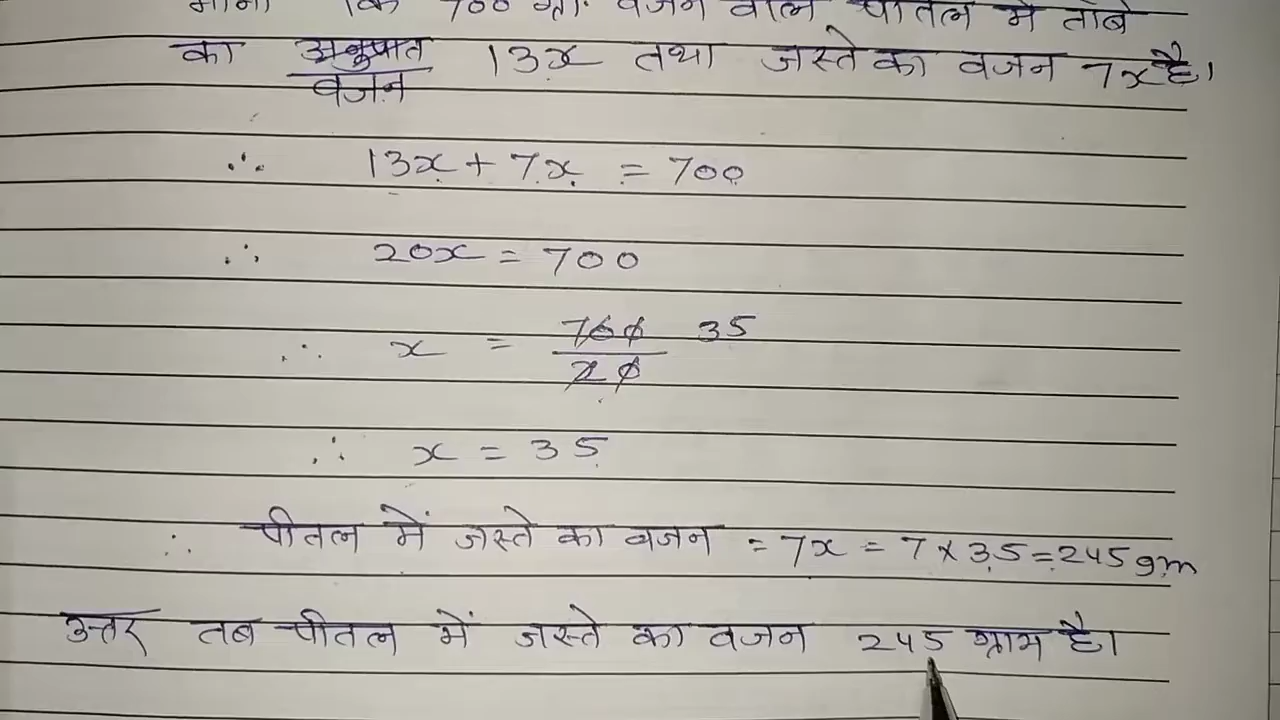 माना कि 700 ग्रा. वजन वाले पीतल में तांबे
का अनुपात 13x तथा जस्ते का वजन 7x है।
वजन
∴ 13x + 7x = 700
∴ 20x = 700
∴ x = 700/20 35
∴ x = 35
∴ पीतल में जस्ते का वजन = 7x = 7 × 35 = 245 gm
उत्तर तब पीतल में जस्ते का वजन 245 ग्राम है।